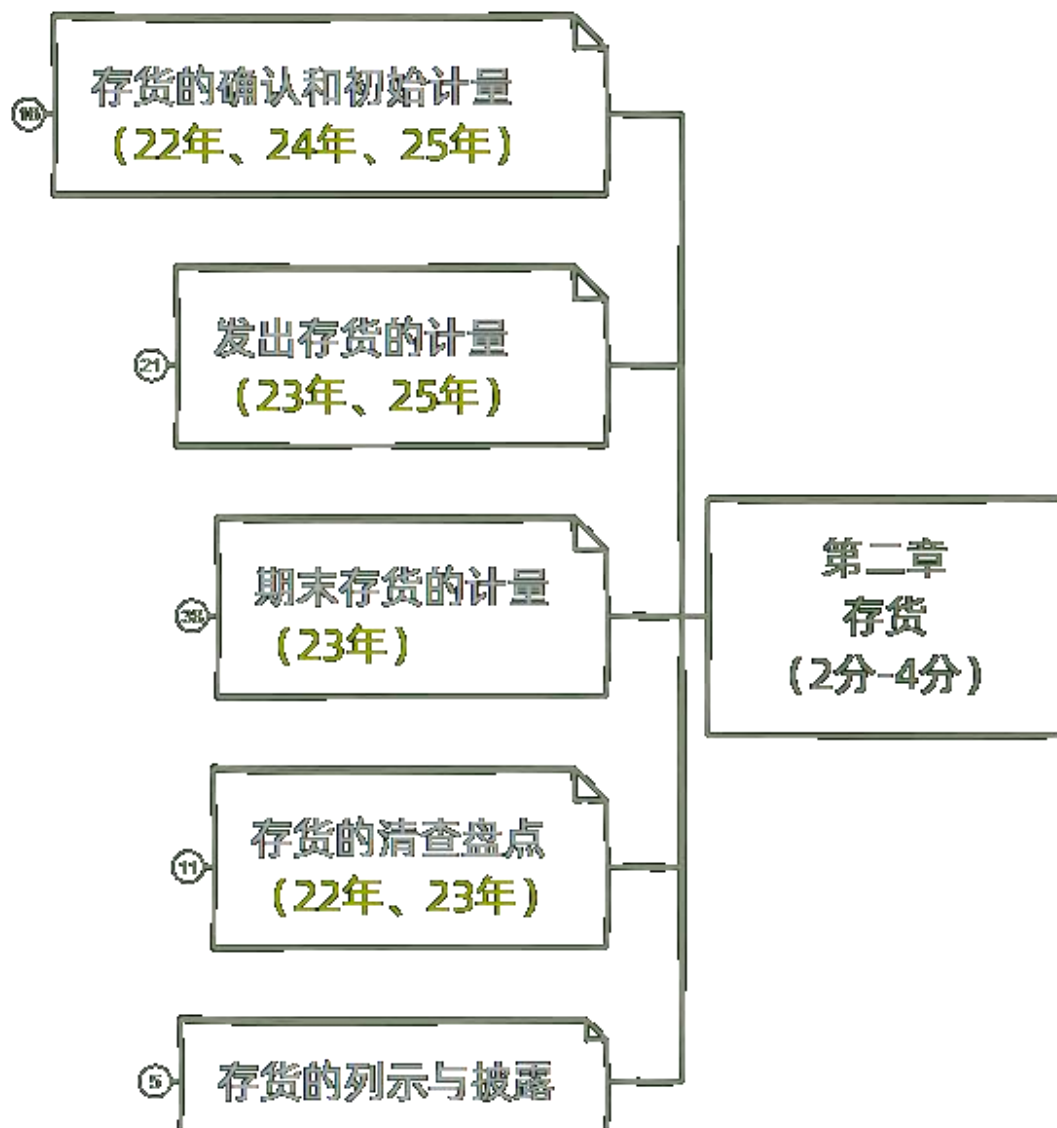 存货的确认和初始计量
（22年、24年、25年）
21
发出存货的计量
（23年、25年）
期末存货的计量
（23年）
11
存货的清查盘点
（22年、23年）
5
存货的列示与披露
第二章
存货
（2分-4分）